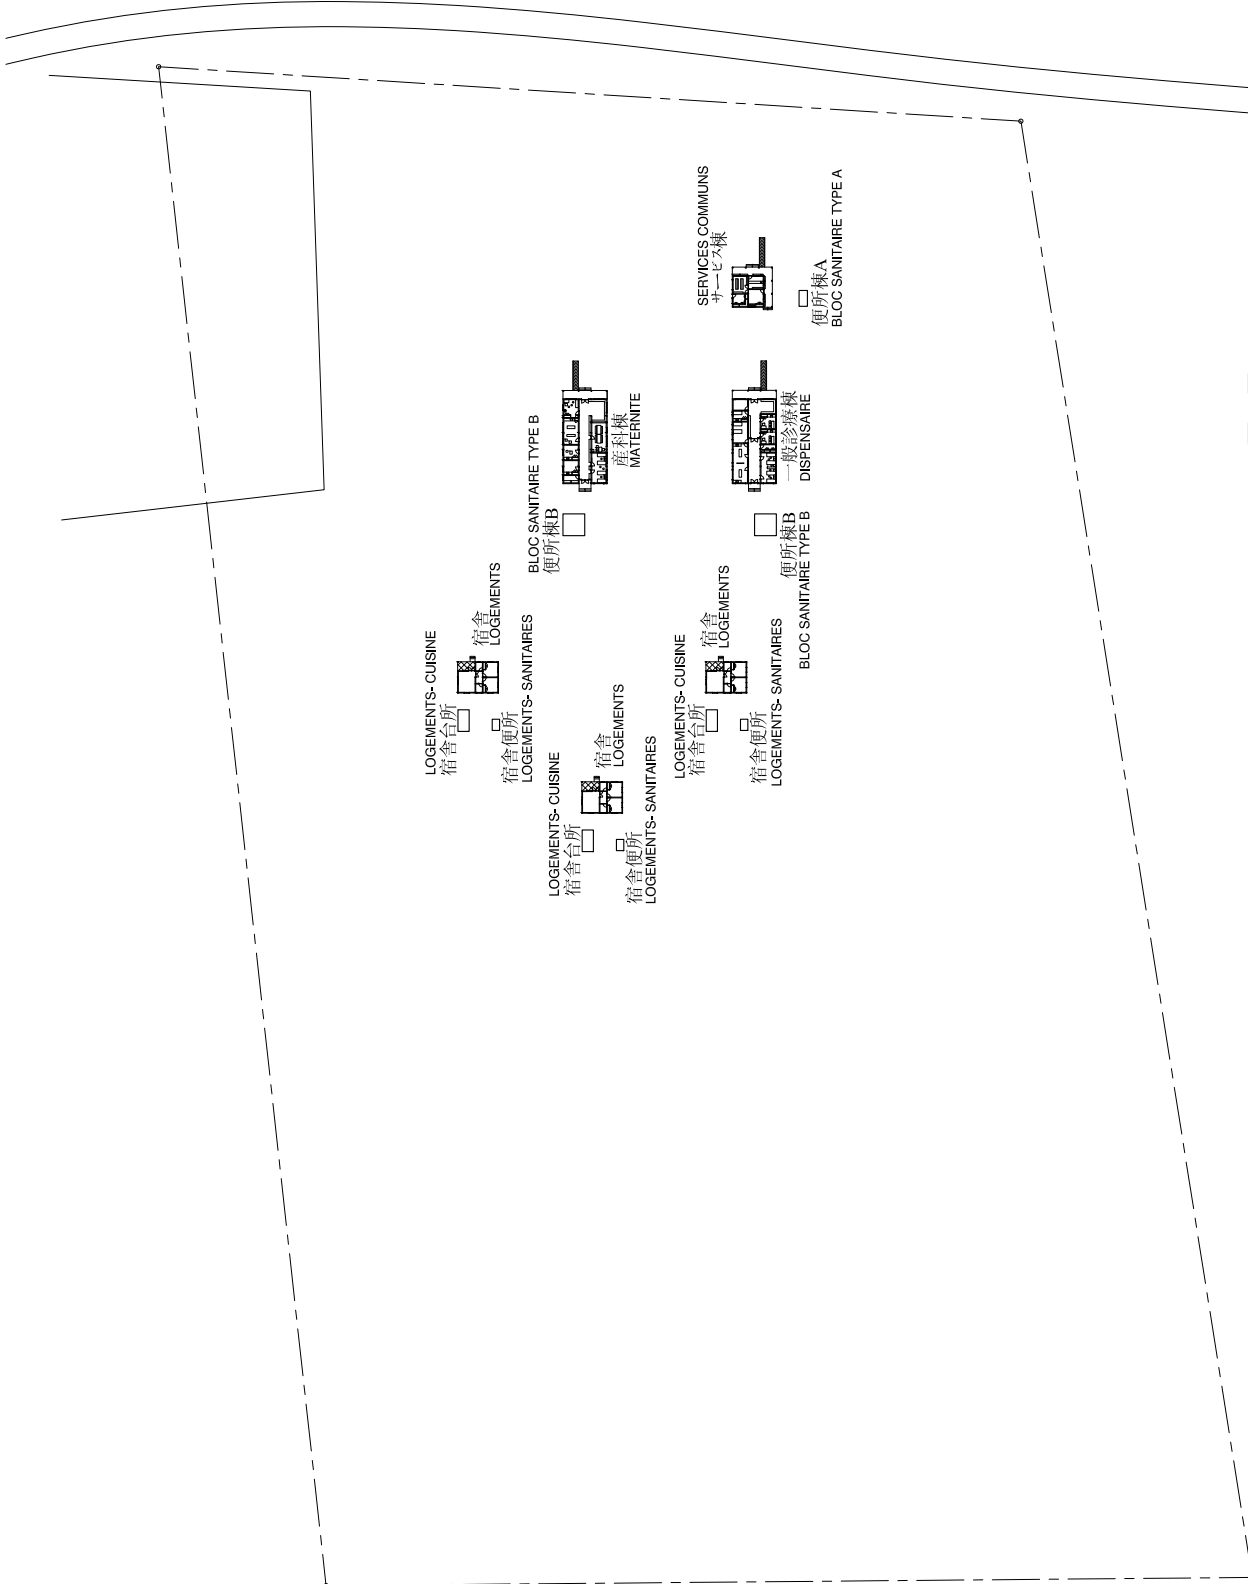 SERVICES COMMUNS
サービス棟
便所棟A
BLOC SANITAIRE TYPE A
BLOC SANITAIRE TYPE B
便所棟B
産科棟
MATERNITE
一般診療棟
DISPENSAIRE
便所棟B
BLOC SANITAIRE TYPE B
LOGEMENTS- CUISINE
宿舎台所
宿舎
LOGEMENTS
宿舎便所
LOGEMENTS- SANITAIRES
LOGEMENTS- CUISINE
宿舎台所
宿舎
LOGEMENTS
宿舎便所
LOGEMENTS- SANITAIRES
LOGEMENTS- CUISINE
宿舎台所
宿舎
LOGEMENTS
宿舎便所
LOGEMENTS- SANITAIRES